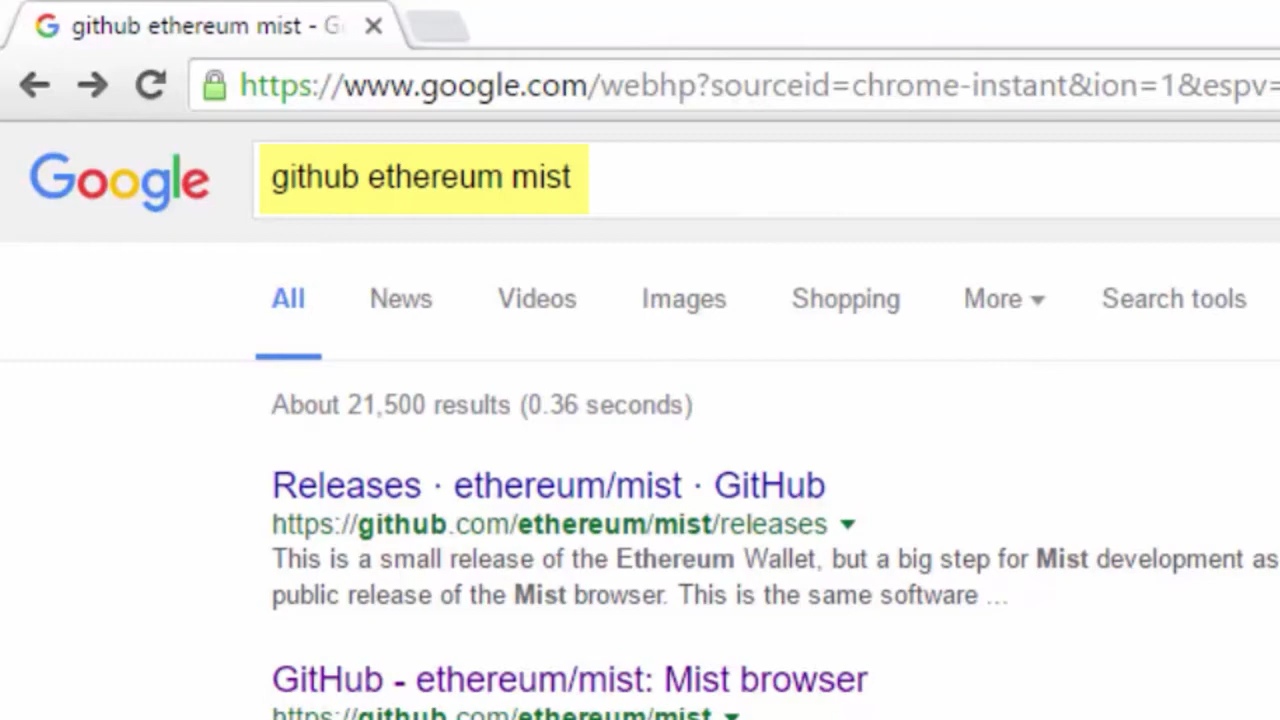 github ethereum mist - G
https://www.google.com/webhp?sourceid=chrome-instant&ion=1&espv=
Google
github ethereum mist
All News Videos Images Shopping More Search tools
About 21,500 results (0.36 seconds)
Releases · ethereum/mist · GitHub
https://github.com/ethereum/mist/releases
This is a small release of the Ethereum Wallet, but a big step for Mist development as
public release of the Mist browser. This is the same software ...
GitHub - ethereum/mist: Mist browser
https://github.com/ethereum/mist